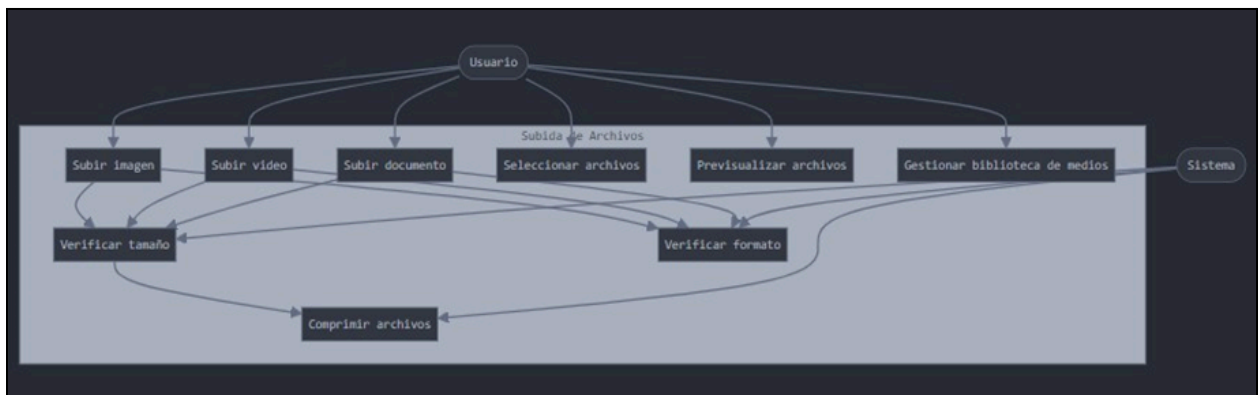 Usuario
Subida de Archivos
Subir imagen
Subir video
Subir documento
Seleccionar archivos
Previsualizar archivos
Gestionar biblioteca de medios
Sistema
Verificar tamaño
Verificar formato
Comprimir archivos